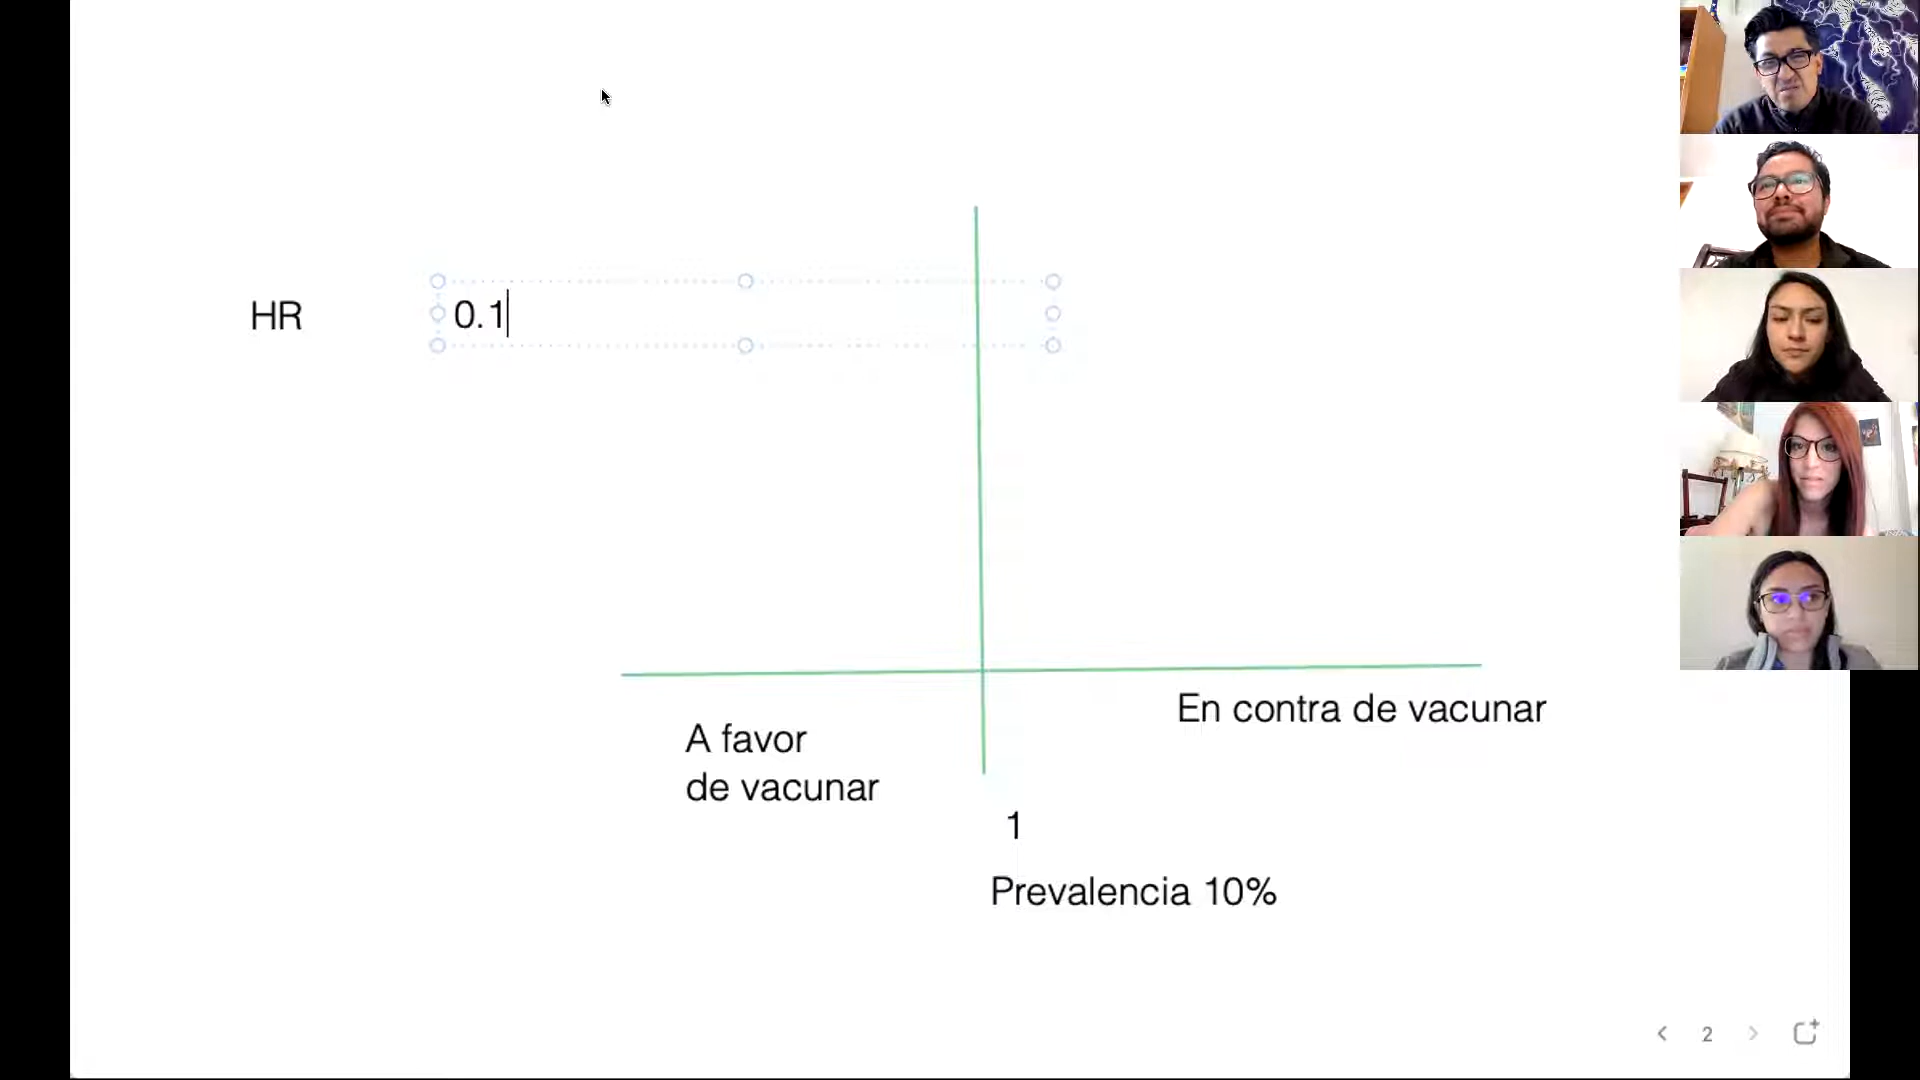 HR
0.1
En contra de vacunar
A favor
de vacunar
1
Prevalencia 10%
2